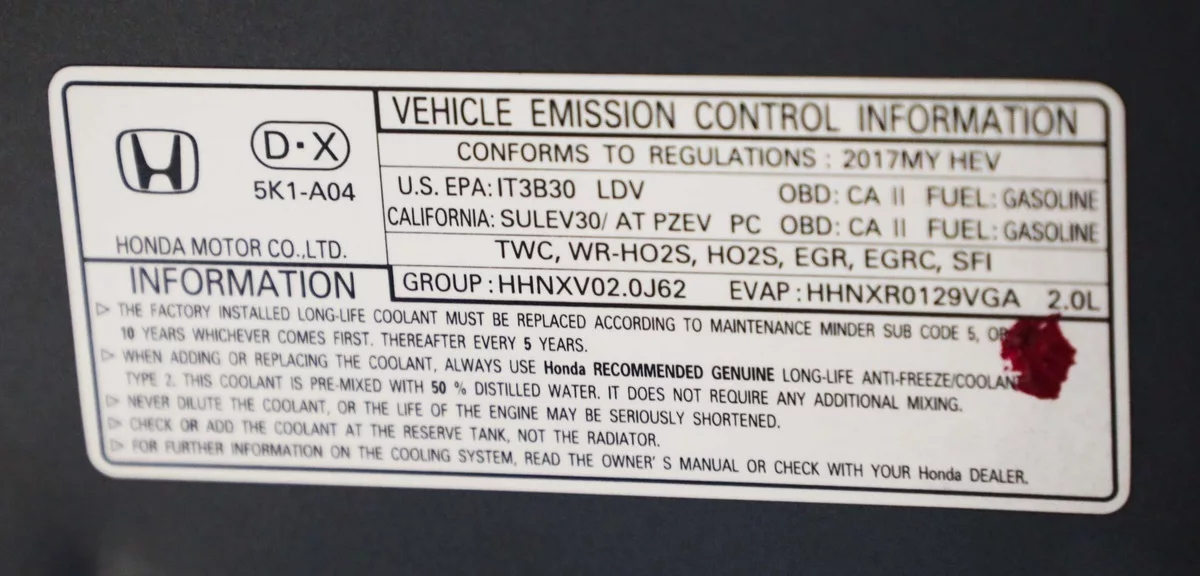 D·X
5K1-A04
HONDA MOTOR CO.,LTD.
VEHICLE EMISSION CONTROL INFORMATION
CONFORMS TO REGULATIONS : 2017MY HEV
U.S. EPA: IT3B30 LDV OBD: CA II FUEL: GASOLINE
CALIFORNIA: SULEV30/ AT PZEV PC OBD: CA II FUEL: GASOLINE
TWC, WR-HO2S, HO2S, EGR, EGRC, SFI
GROUP : HHNXV02.0J62 EVAP : HHNXR0129VGA 2.0L
INFORMATION
▷ THE FACTORY INSTALLED LONG-LIFE COOLANT MUST BE REPLACED ACCORDING TO MAINTENANCE MINDER SUB CODE 5, OR
10 YEARS WHICHEVER COMES FIRST. THEREAFTER EVERY 5 YEARS.
▷ WHEN ADDING OR REPLACING THE COOLANT, ALWAYS USE Honda RECOMMENDED GENUINE LONG-LIFE ANTI-FREEZE/COOLANT
TYPE 2. THIS COOLANT IS PRE-MIXED WITH 50 % DISTILLED WATER. IT DOES NOT REQUIRE ANY ADDITIONAL MIXING.
▷ NEVER DILUTE THE COOLANT, OR THE LIFE OF THE ENGINE MAY BE SERIOUSLY SHORTENED.
▷ CHECK OR ADD THE COOLANT AT THE RESERVE TANK, NOT THE RADIATOR.
▷ FOR FURTHER INFORMATION ON THE COOLING SYSTEM, READ THE OWNER' S MANUAL OR CHECK WITH YOUR Honda DEALER.